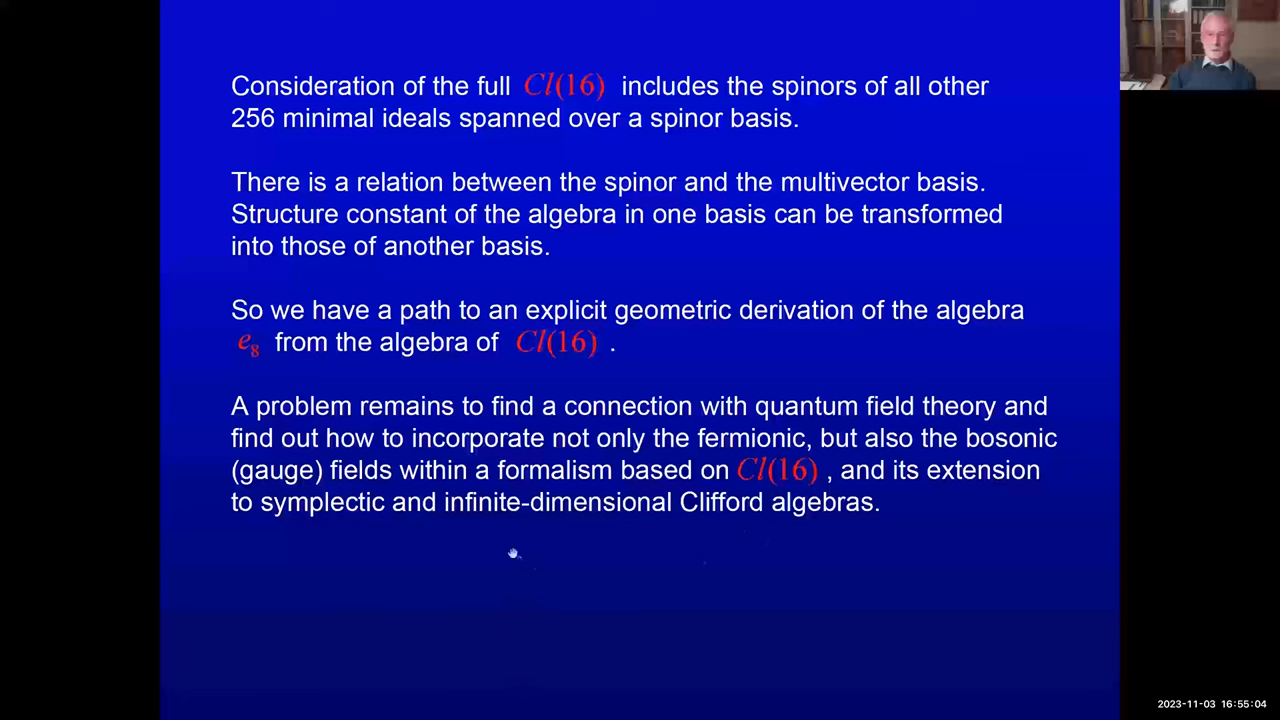 Consideration of the full Cl(16) includes the spinors of all other
256 minimal ideals spanned over a spinor basis.
There is a relation between the spinor and the multivector basis.
Structure constant of the algebra in one basis can be transformed
into those of another basis.
So we have a path to an explicit geometric derivation of the algebra
e₈ from the algebra of Cl(16) .
A problem remains to find a connection with quantum field theory and
find out how to incorporate not only the fermionic, but also the bosonic
(gauge) fields within a formalism based on Cl(16) , and its extension
to symplectic and infinite-dimensional Clifford algebras.
2023-11-03 16:55:04